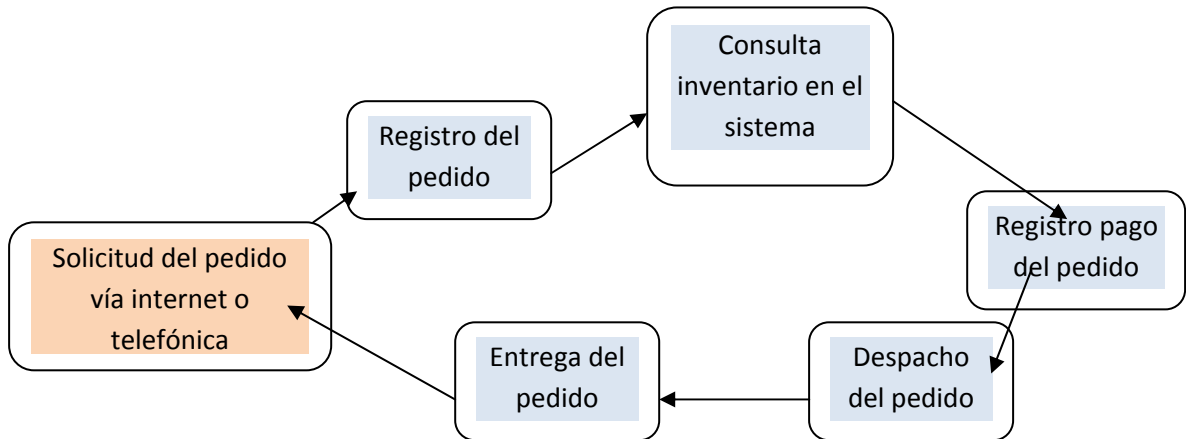 Consulta
inventario en el
sistema
Registro del
pedido
Registro pago
del pedido
Solicitud del pedido
vía internet o
telefónica
Entrega del
pedido
Despacho
del pedido